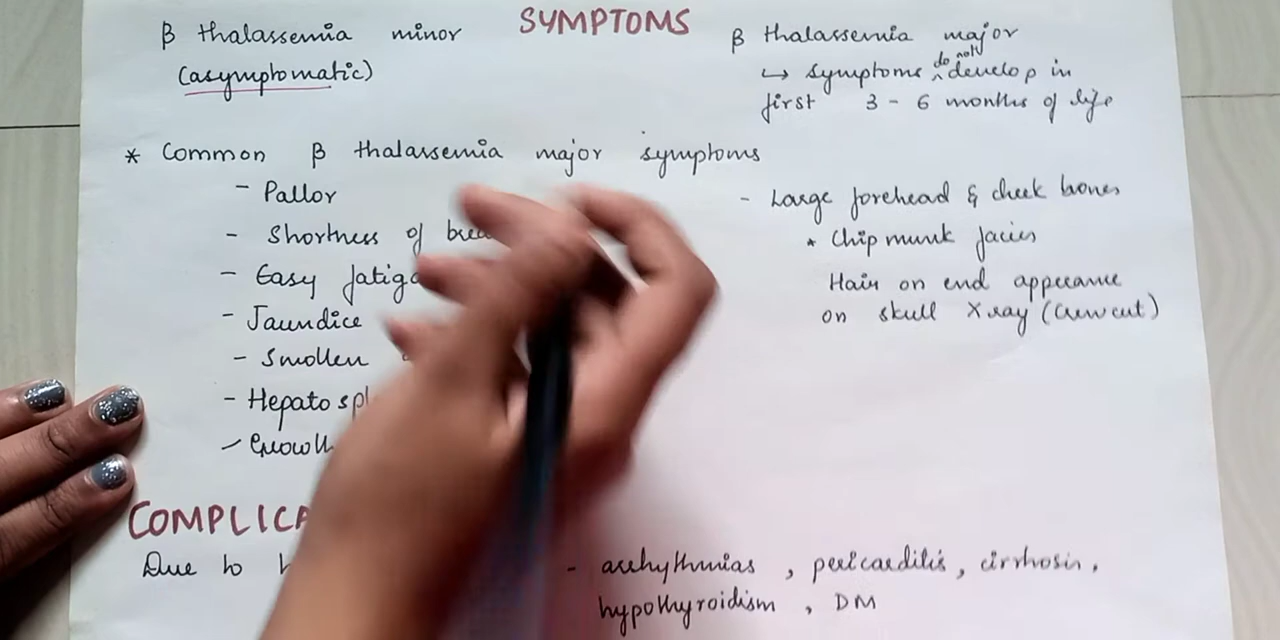 SYMPTOMS
β thalassemia minor
(asymptomatic)
β thalassemia major
↳ symptoms do not develop in
first 3 - 6 months of life
* Common β thalassemia major symptoms
- Pallor
- Shortness of
- Easy
- Jaundice
- Swollen
-
-
- Large forehead & cheek bones
* Chipmunk facies
Hair on end appearance
on skull X ray (crew cut)
Due to
- arrhythmias, pericarditis, cirrhosis,
hypothyroidism, DM